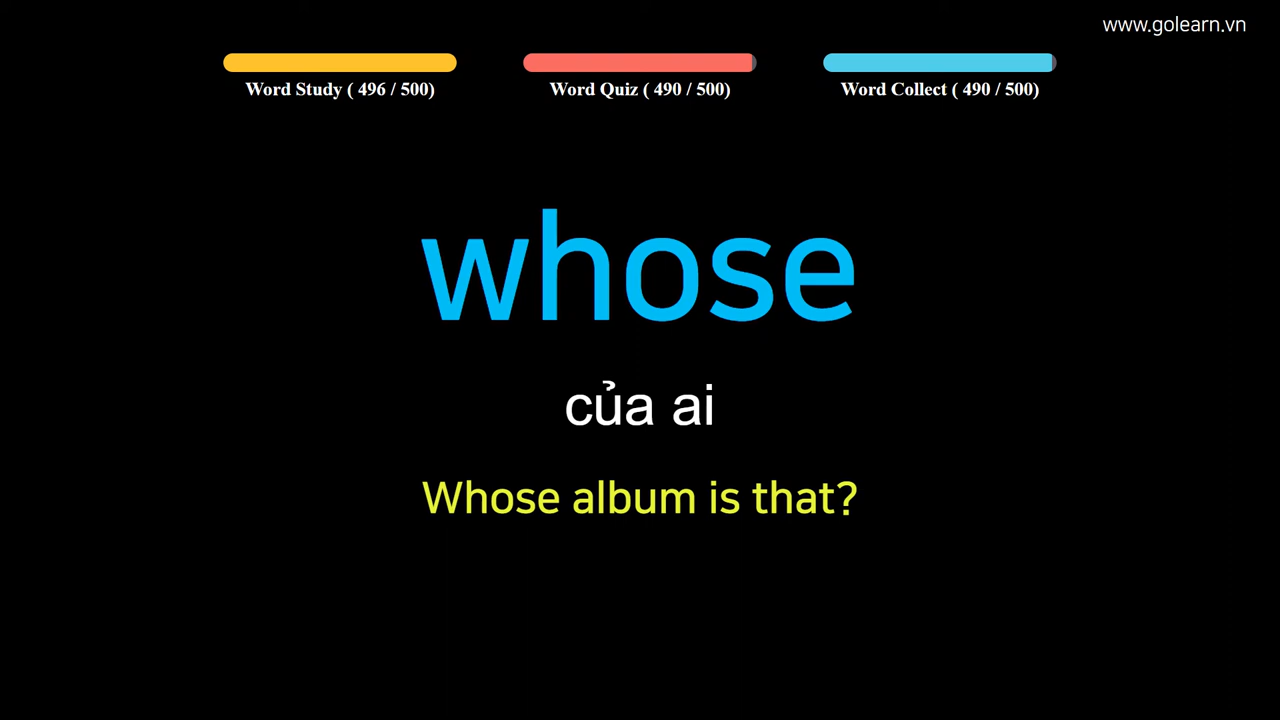 www.golearn.vn
Word Study ( 496 / 500)
Word Quiz ( 490 / 500)
Word Collect ( 490 / 500)
whose
của ai
Whose album is that?